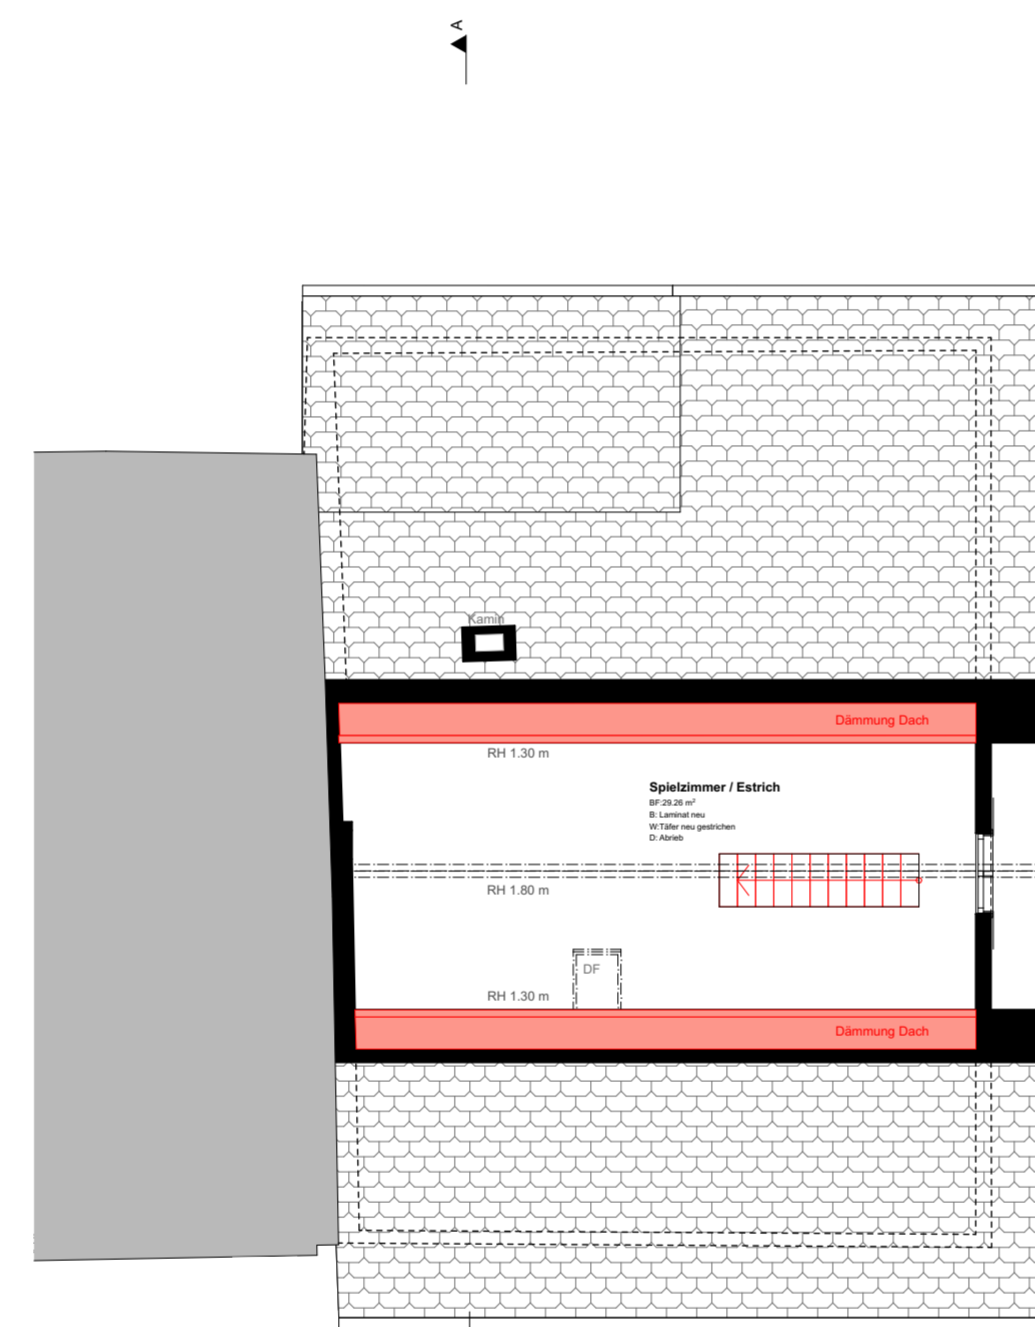 A
Kamin
Dämmung Dach
RH 1.30 m
Spielzimmer / Estrich
BF:29.26 m²
B: Laminat neu
W:Täfer neu gestrichen
D: Abrieb
RH 1.80 m
DF
RH 1.30 m
Dämmung Dach